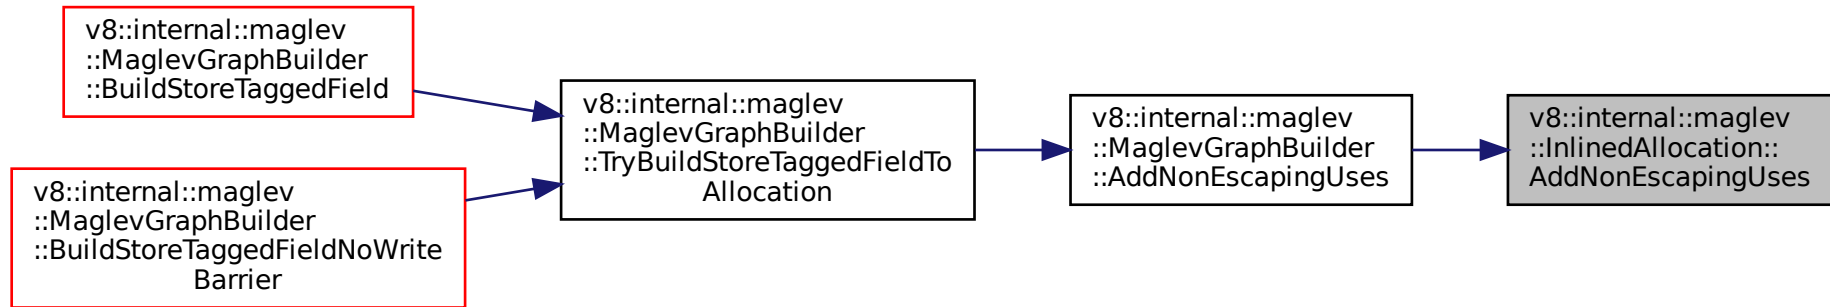 v8::internal::maglev
::MaglevGraphBuilder
::BuildStoreTaggedField
v8::internal::maglev
::MaglevGraphBuilder
::BuildStoreTaggedFieldNoWrite
Barrier
v8::internal::maglev
::MaglevGraphBuilder
::TryBuildStoreTaggedFieldTo
Allocation
v8::internal::maglev
::MaglevGraphBuilder
::AddNonEscapingUses
v8::internal::maglev
::InlinedAllocation::
AddNonEscapingUses